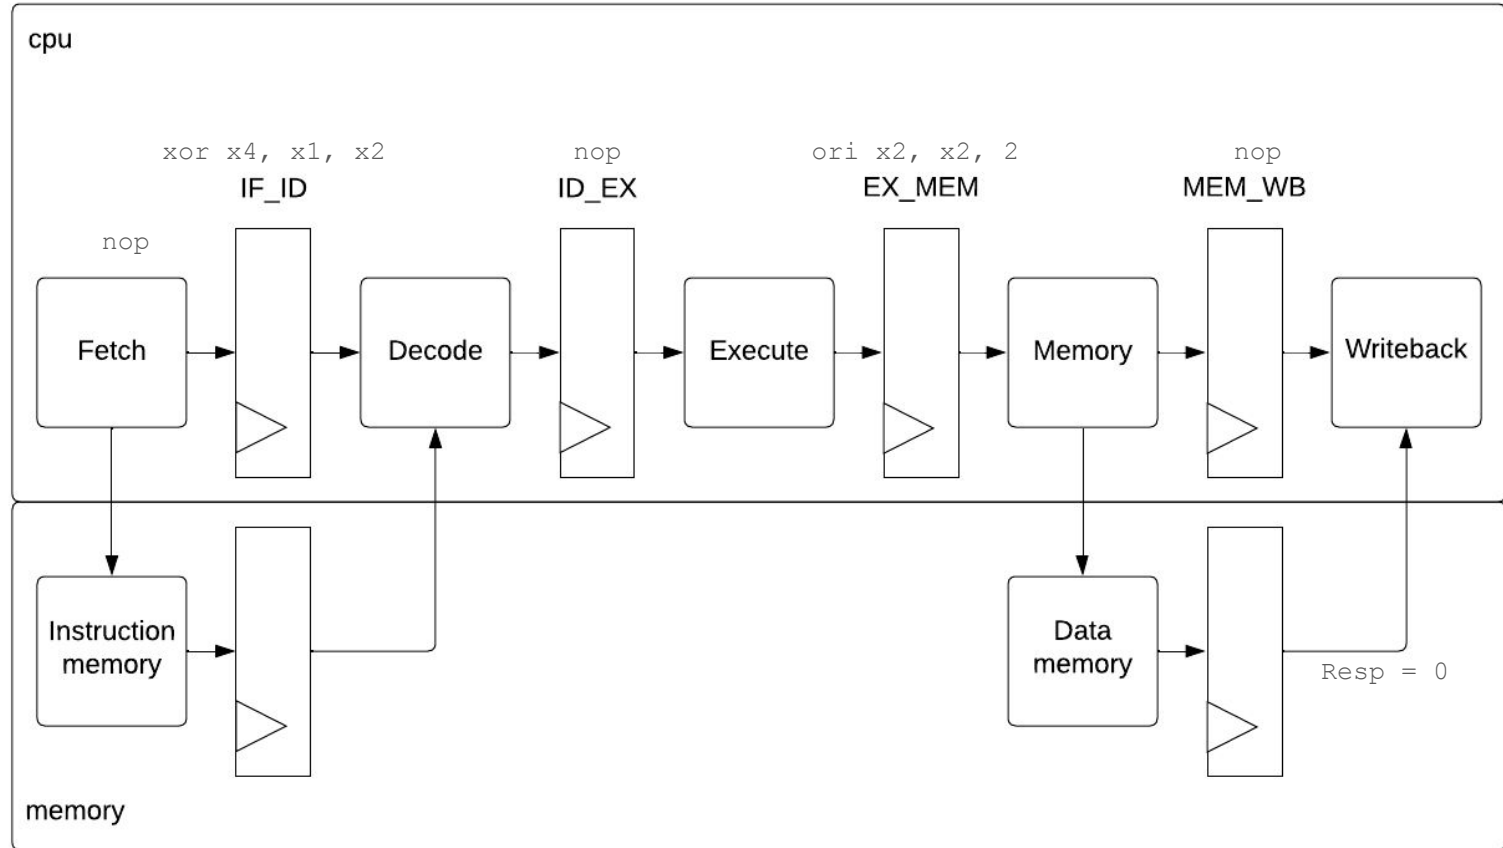 cpu
xor x4, x1, x2
nop
ori x2, x2, 2
nop
IF_ID
ID_EX
EX_MEM
MEM_WB
nop
Fetch
Decode
Execute
Memory
Writeback
Instruction
memory
Data
memory
Resp = 0
memory